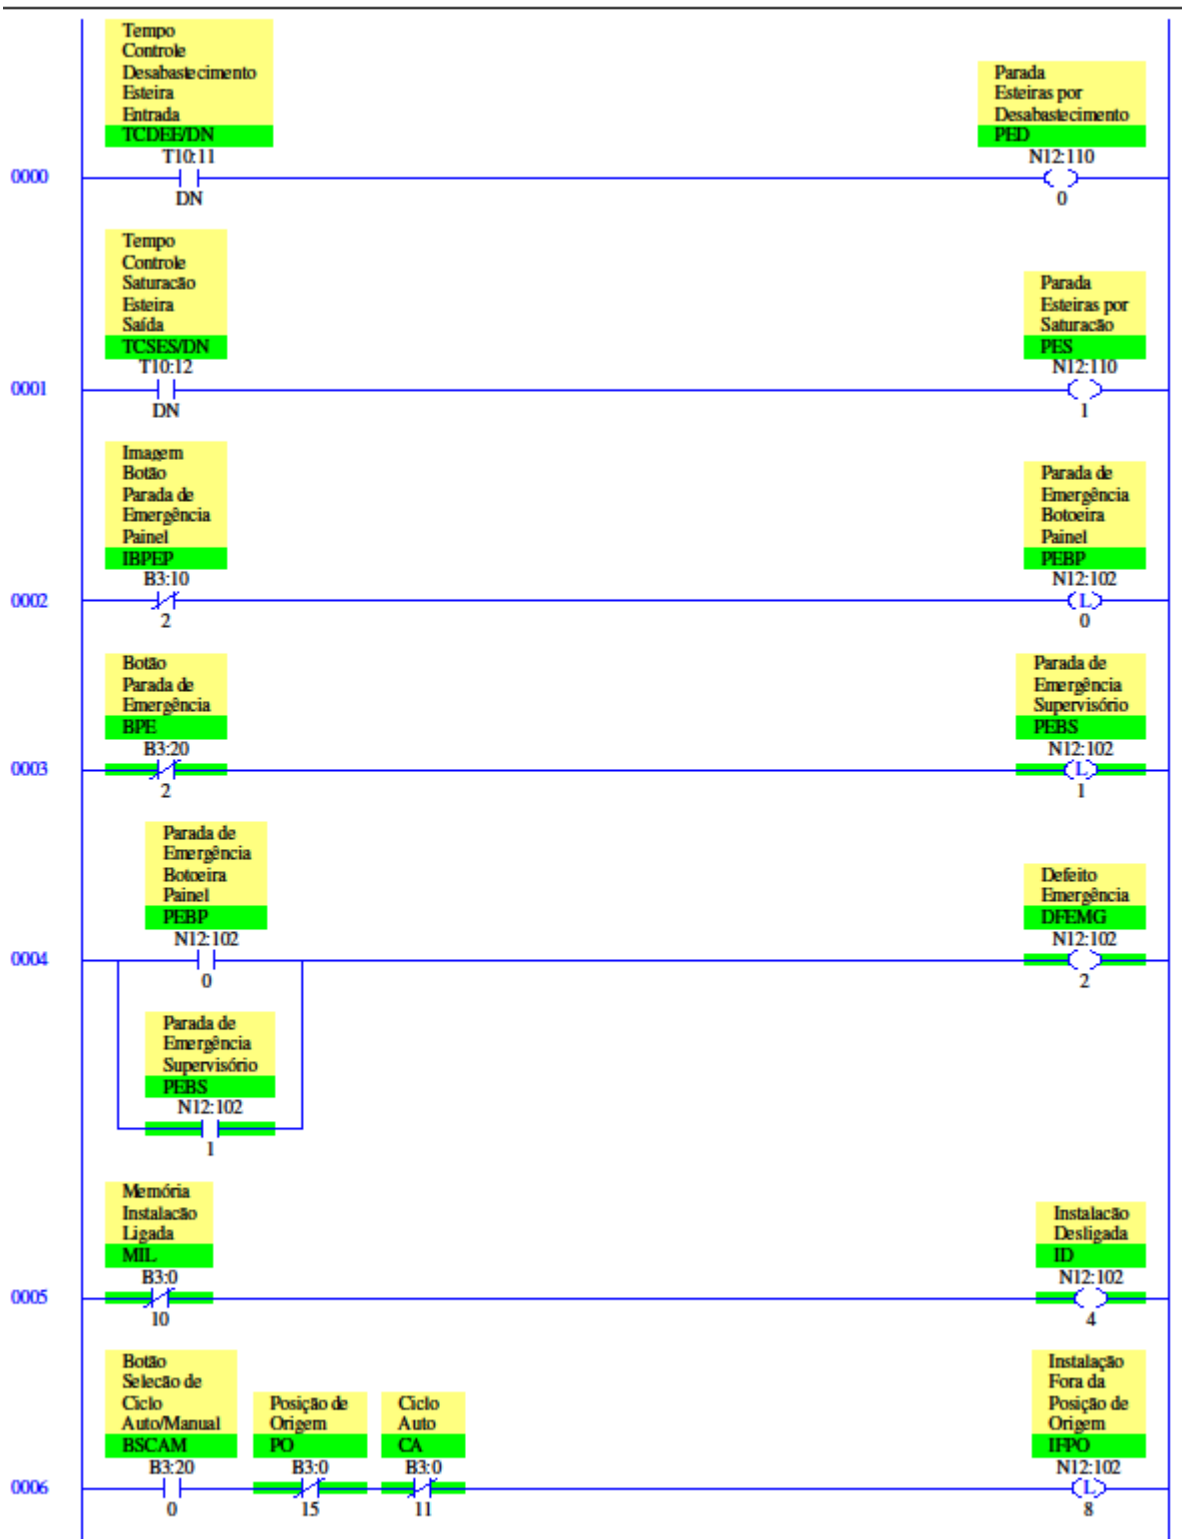 Tempo
Controle
Desabastecimento
Esteira
Entrada
TCDEE/DN
T10:11
DN
Parada
Esteiras por
Desabastecimento
PED
N12:110
0
0000
Tempo
Controle
Saturacão
Esteira
Saída
TCSES/DN
T10:12
DN
Parada
Esteiras por
Saturacão
PES
N12:110
1
0001
Imagem
Botão
Parada de
Emergência
Painel
IBPEP
B3:10
2
Parada de
Emergência
Botoeira
Painel
PEBP
N12:102
L
0
0002
Botão
Parada de
Emergência
BPE
B3:20
2
Parada de
Emergência
Supervisório
PEBS
N12:102
L
1
0003
Parada de
Emergência
Botoeira
Painel
PEBP
N12:102
0
Defeito
Emergência
DFEMG
N12:102
2
0004
Parada de
Emergência
Supervisório
PEBS
N12:102
1
Memória
Instalacão
Ligada
MIL
B3:0
10
Instalacão
Desligada
ID
N12:102
4
0005
Botão
Selecão de
Ciclo
Auto/Manual
BSCAM
B3:20
0
Posição de
Origem
PO
B3:0
15
Ciclo
Auto
CA
B3:0
11
Instalação
Fora da
Posição de
Origem
IFPO
N12:102
L
8
0006